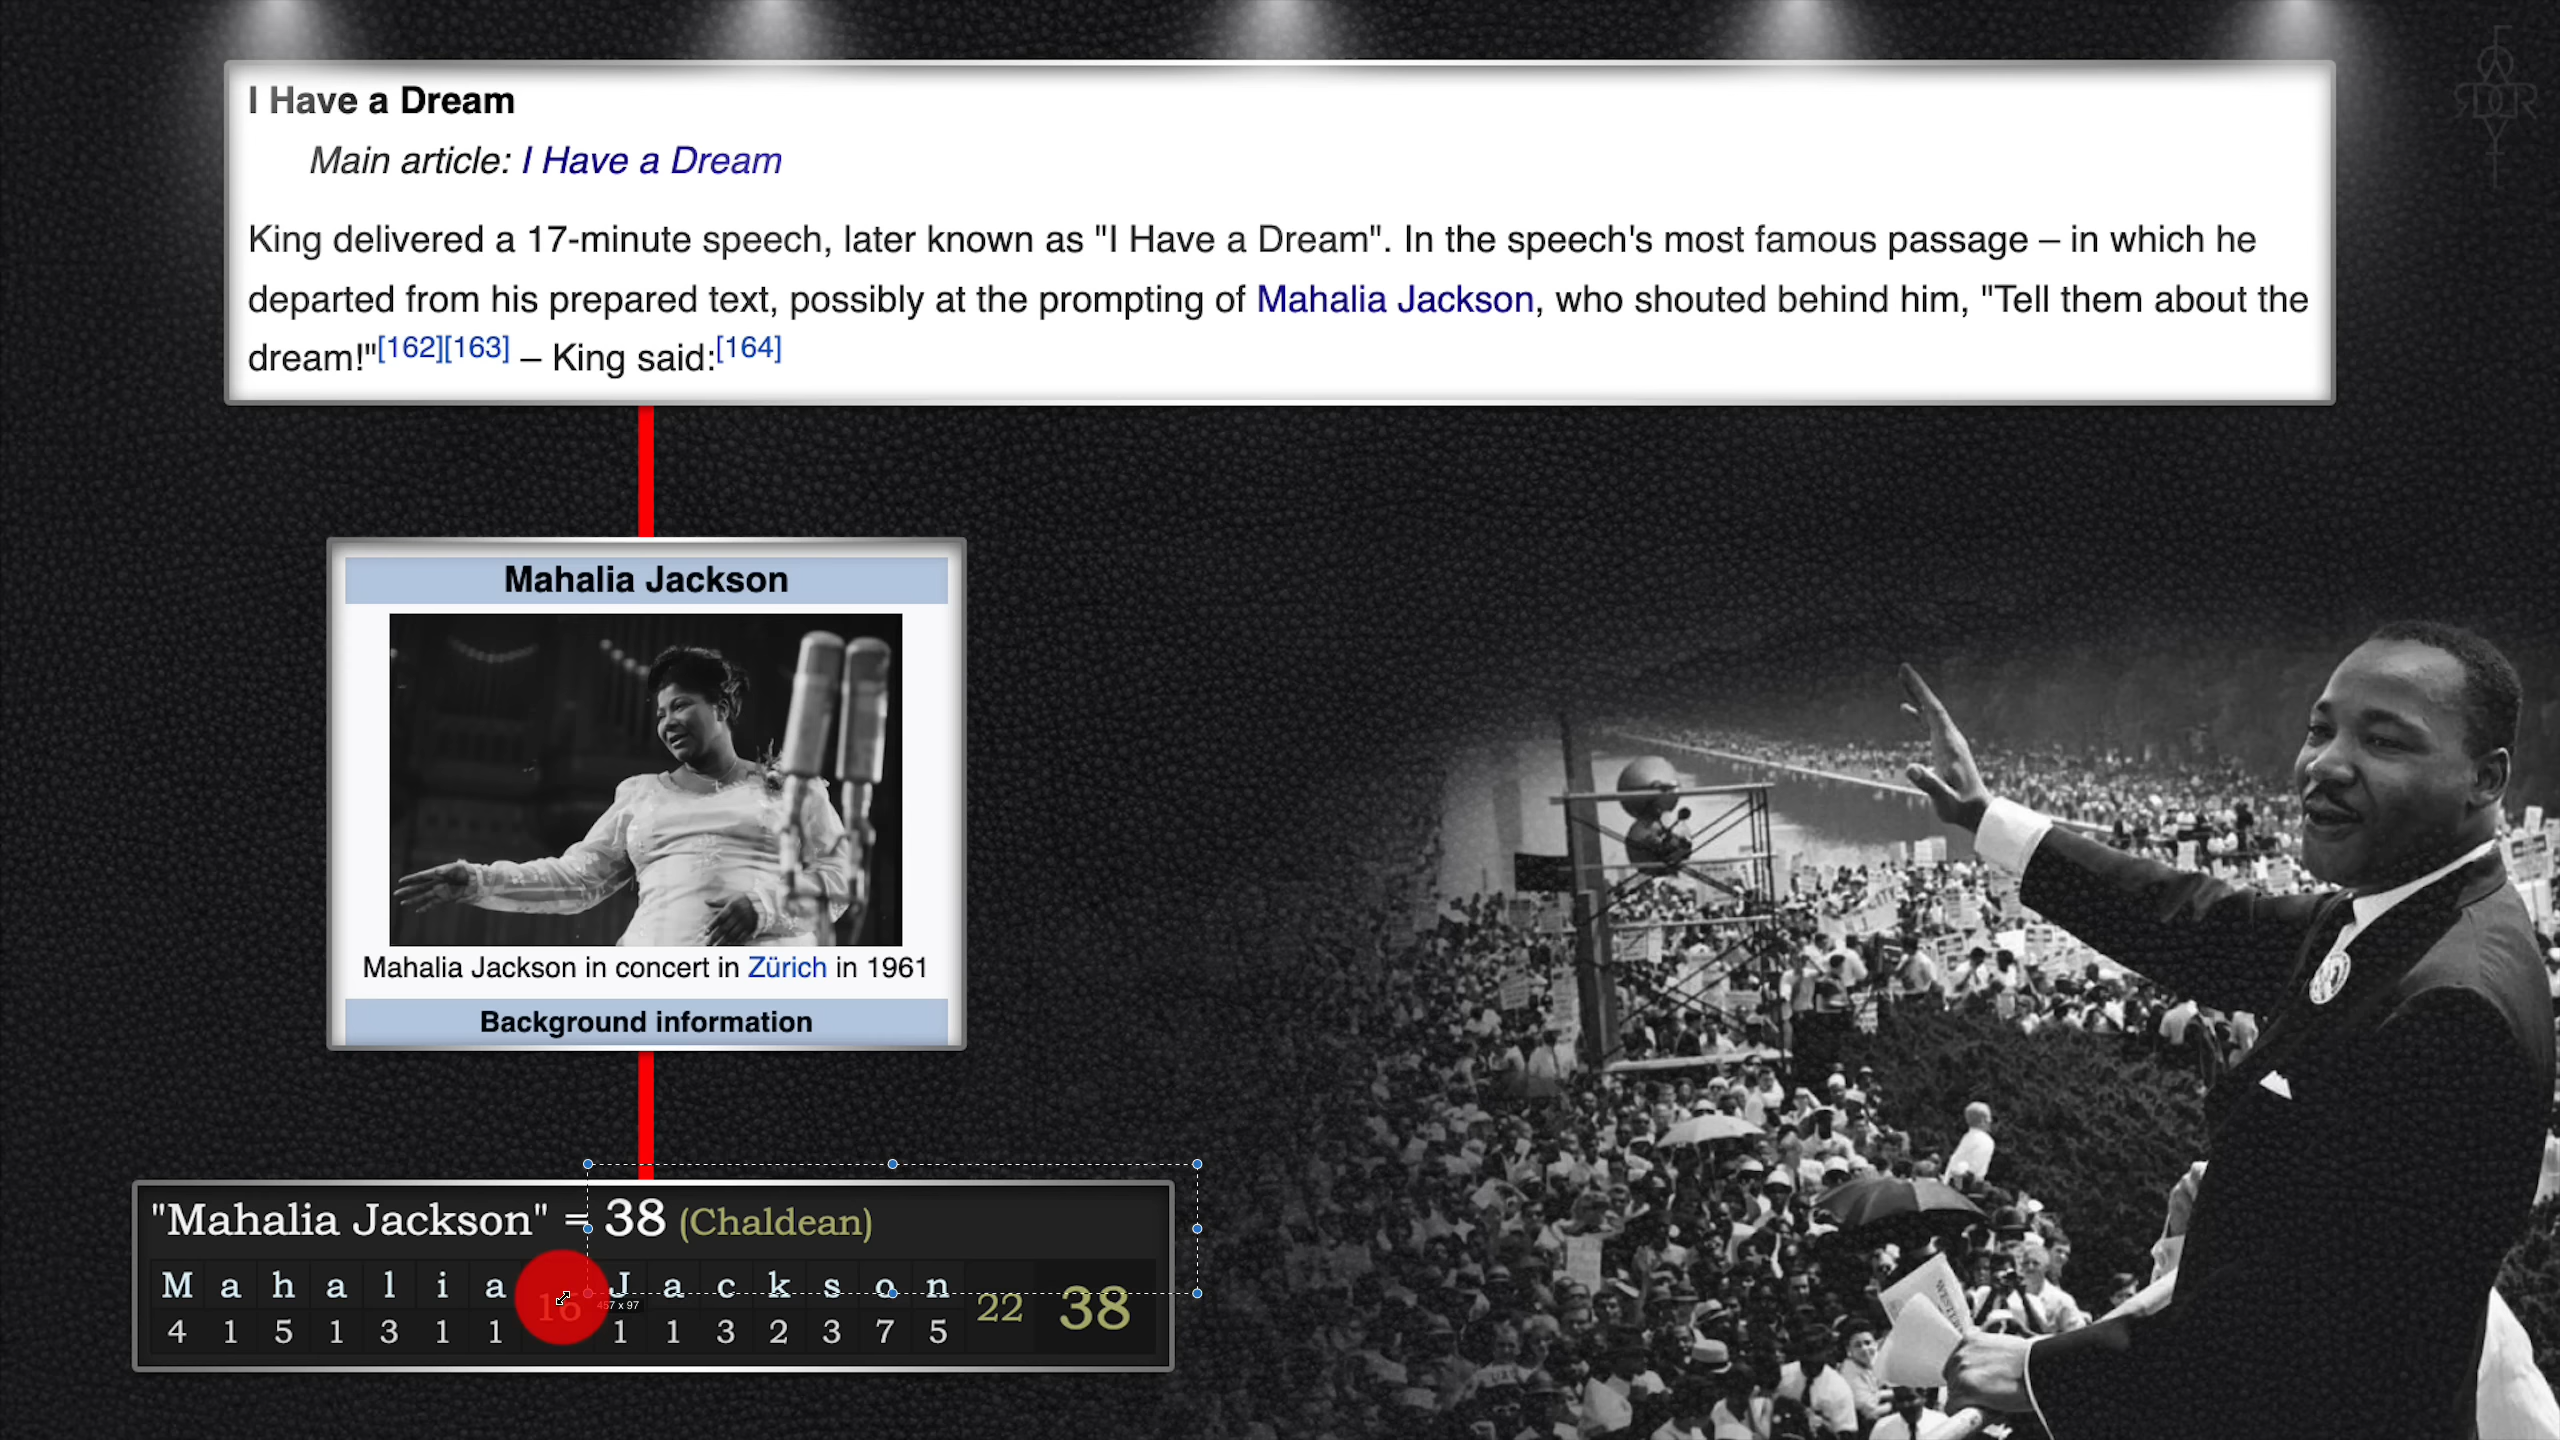 I Have a Dream
Main article: I Have a Dream
King delivered a 17-minute speech, later known as "I Have a Dream". In the speech's most famous passage – in which he
departed from his prepared text, possibly at the prompting of Mahalia Jackson, who shouted behind him, "Tell them about the
dream!"[162][163] – King said:[164]
Mahalia Jackson
Mahalia Jackson in concert in Zürich in 1961
Background information
"Mahalia Jackson" = 38 (Chaldean)
M a h a l i a 16 J a c k s o n 22 38
457 x 97
4 1 5 1 3 1 1 1 1 3 2 3 7 5